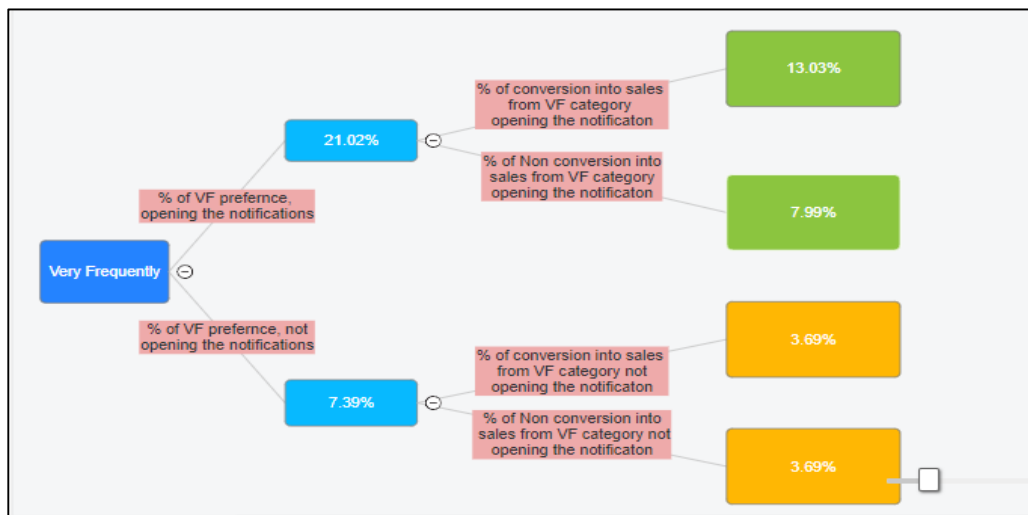 13.03%
% of conversion into sales
from VF category
opening the notificaton
21.02%
% of Non conversion into
sales from VF category
opening the notificaton
7.99%
% of VF prefernce,
opening the notifications
Very Frequently
% of VF prefernce, not
opening the notifications
3.69%
% of conversion into sales
from VF category not
opening the notificaton
7.39%
% of Non conversion into
sales from VF category not
opening the notificaton
3.69%